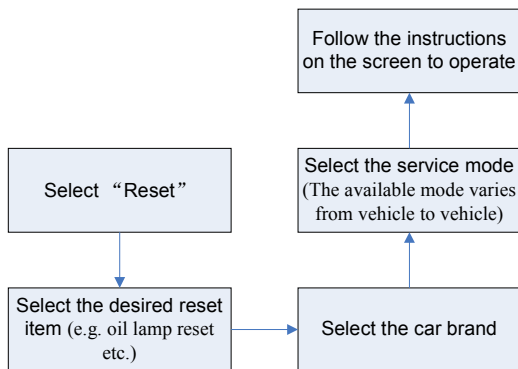 Select “Reset”
Select the desired reset
item (e.g. oil lamp reset
etc.)
Select the car brand
Select the service mode
(The available mode varies
from vehicle to vehicle)
Follow the instructions
on the screen to operate